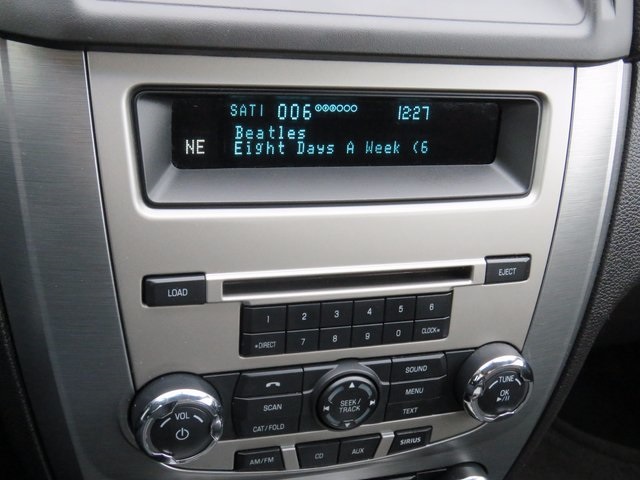 SAT1 006 12:27
Beatles
NE Eight Days A Week (6
LOAD EJECT
1 2 3 4 5 6
*DIRECT 7 8 9 0 CLOCK*
SOUND
SCAN SEEK/ TRACK MENU
CAT/FOLD TEXT
VOL TUNE
OK
AM/FM CD AUX SIRIUS